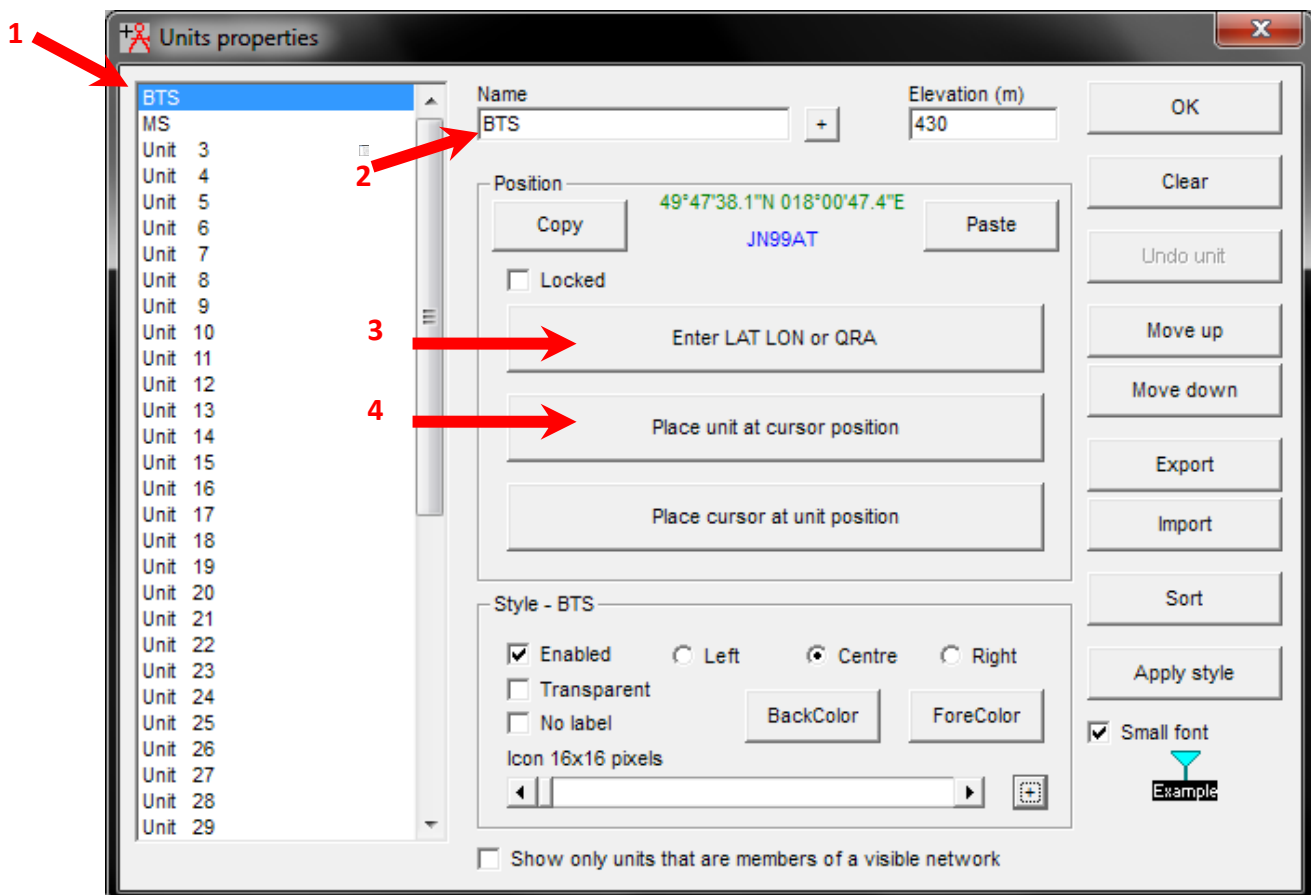 1
Units properties
x
BTS
MS
Unit 3
Unit 4
Unit 5
Unit 6
Unit 7
Unit 8
Unit 9
Unit 10
Unit 11
Unit 12
Unit 13
Unit 14
Unit 15
Unit 16
Unit 17
Unit 18
Unit 19
Unit 20
Unit 21
Unit 22
Unit 23
Unit 24
Unit 25
Unit 26
Unit 27
Unit 28
Unit 29
Name
BTS
+
Elevation (m)
430
2
Position
Copy
49°47'38.1"N 018°00'47.4"E
JN99AT
Paste
Locked
3
Enter LAT LON or QRA
4
Place unit at cursor position
Place cursor at unit position
Style - BTS
Enabled
Left
Centre
Right
Transparent
No label
BackColor
ForeColor
Icon 16x16 pixels
+
Show only units that are members of a visible network
OK
Clear
Undo unit
Move up
Move down
Export
Import
Sort
Apply style
Small font
Example